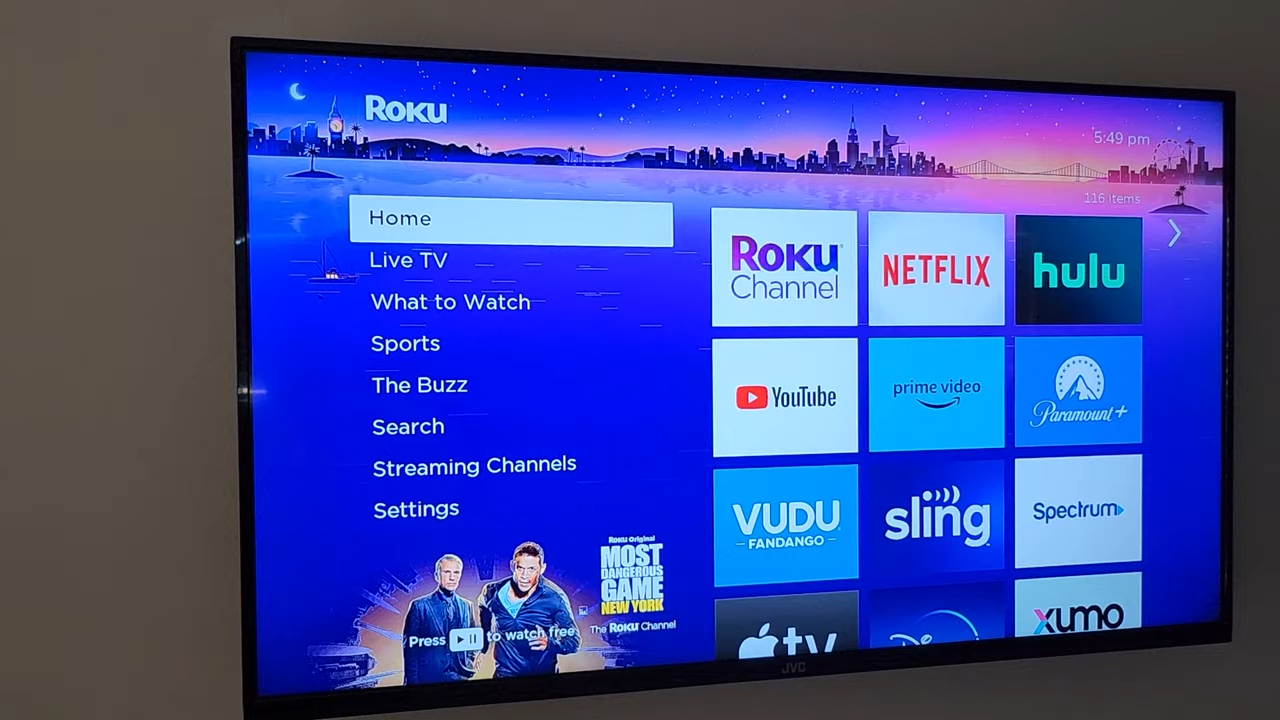 Roku
5:49 pm
116 items
Home
Live TV
What to Watch
Sports
The Buzz
Search
Streaming Channels
Settings
Roku
Channel
NETFLIX
hulu
YouTube
prime video
Paramount+
VUDU
FANDANGO
sling
Spectrum
tv
Disney
xumo
Roku Original
MOST
DANGEROUS
GAME
NEW YORK
The Roku Channel
Press to watch free
JVC